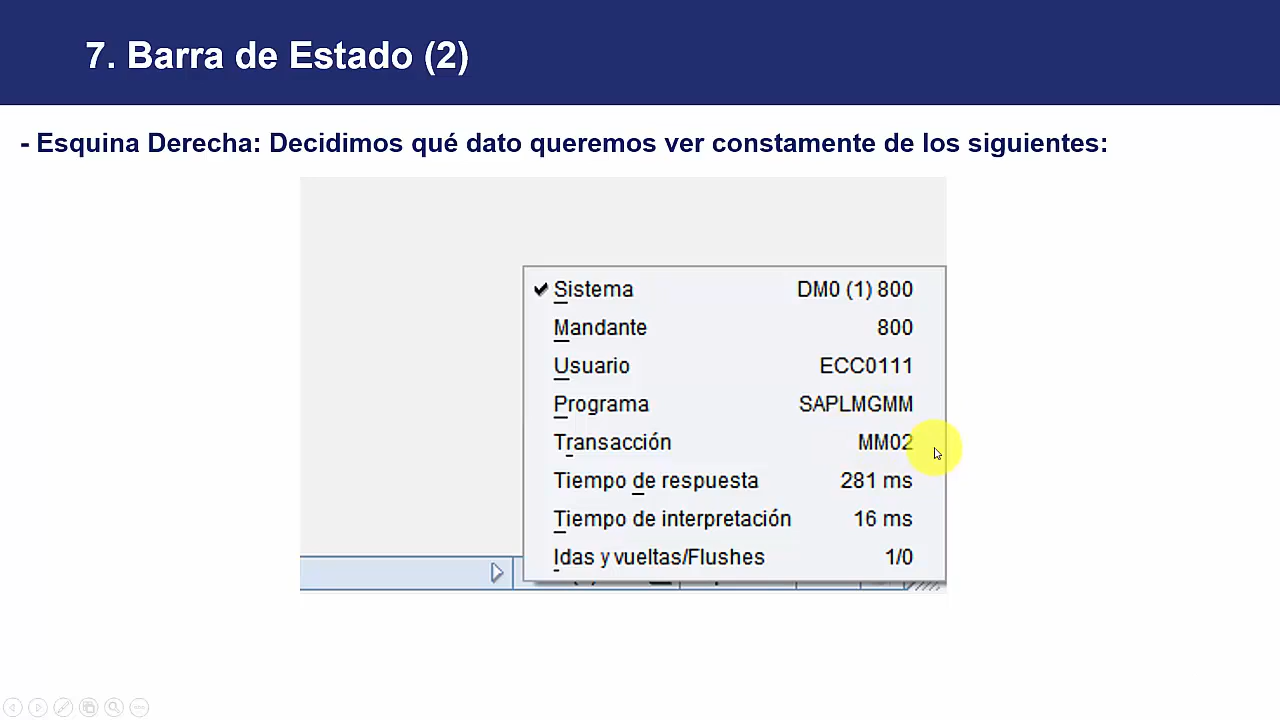 7. Barra de Estado (2)
- Esquina Derecha: Decidimos qué dato queremos ver constamente de los siguientes:
Sistema DM0 (1) 800
Mandante 800
Usuario ECC0111
Programa SAPLMGMM
Transacción MM02
Tiempo de respuesta 281 ms
Tiempo de interpretación 16 ms
Idas y vueltas/Flushes 1/0